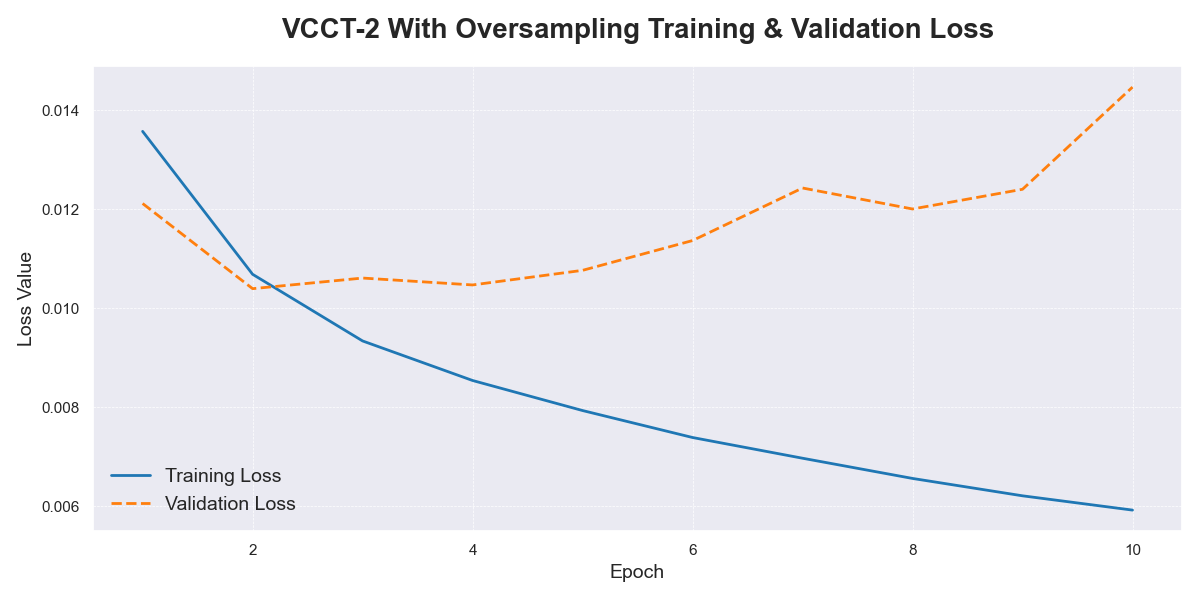 VCCT-2 With Oversampling Training & Validation Loss
Loss Value
0.014
0.012
0.010
0.008
0.006
Training Loss
Validation Loss
2
4
6
8
10
Epoch